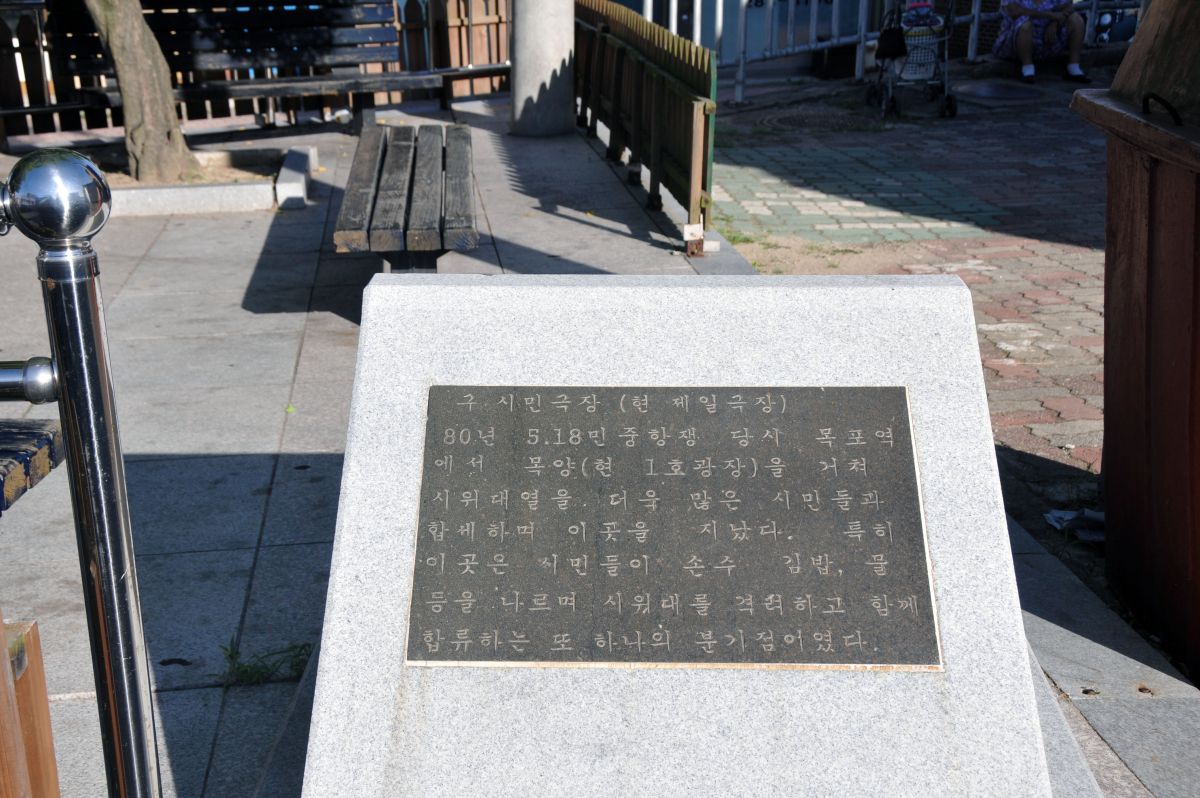 구 시민극장 (현 제일극장)
80년 5.18민중항쟁 당시 목포역
에서 목양(현 1호광장)을 거쳐
시위대열을 더욱 많은 시민들과
합세하며 이곳을 지났다. 특히
이곳은 시민들이 손수 김밥, 물
등을 나르며 시위대를 격려하고 함께
합류하는 또 하나의 분기점이였다.